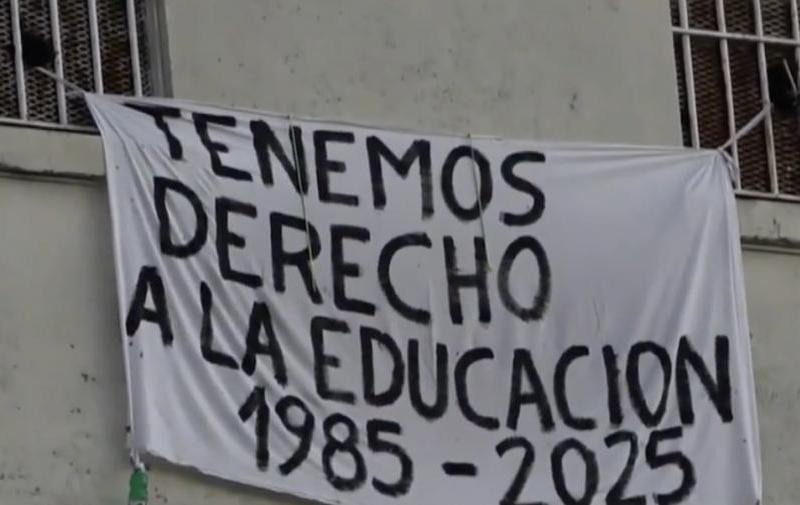 TENEMOS
DERECHO
A LA EDUCACION
1985-2025